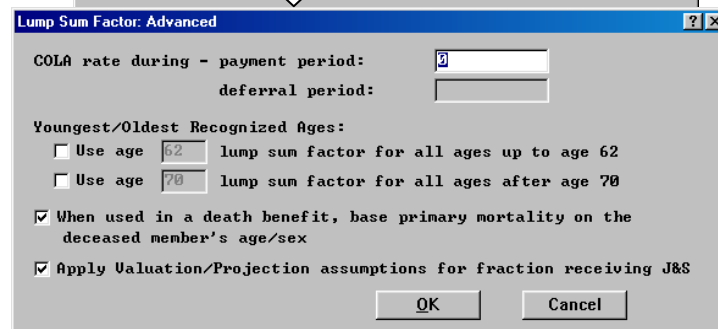 Lump Sum Factor: Advanced
COLA rate during - payment period: 0
deferral period:
Youngest/Oldest Recognized Ages:
Use age 62 lump sum factor for all ages up to age 62
Use age 70 lump sum factor for all ages after age 70
When used in a death benefit, base primary mortality on the
deceased member's age/sex
Apply Valuation/Projection assumptions for fraction receiving J&S
OK Cancel